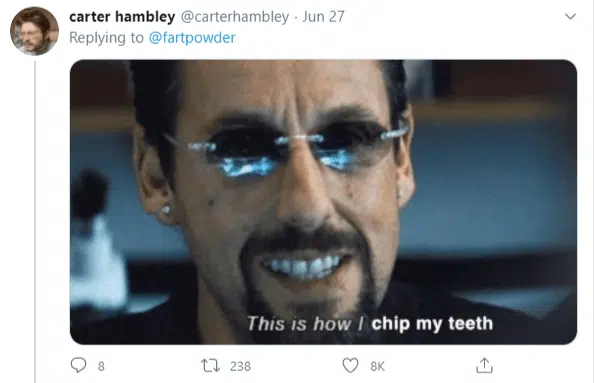 carter hambley @carterhambley · Jun 27
Replying to @fartpowder
This is how I chip my teeth
8 238 8K